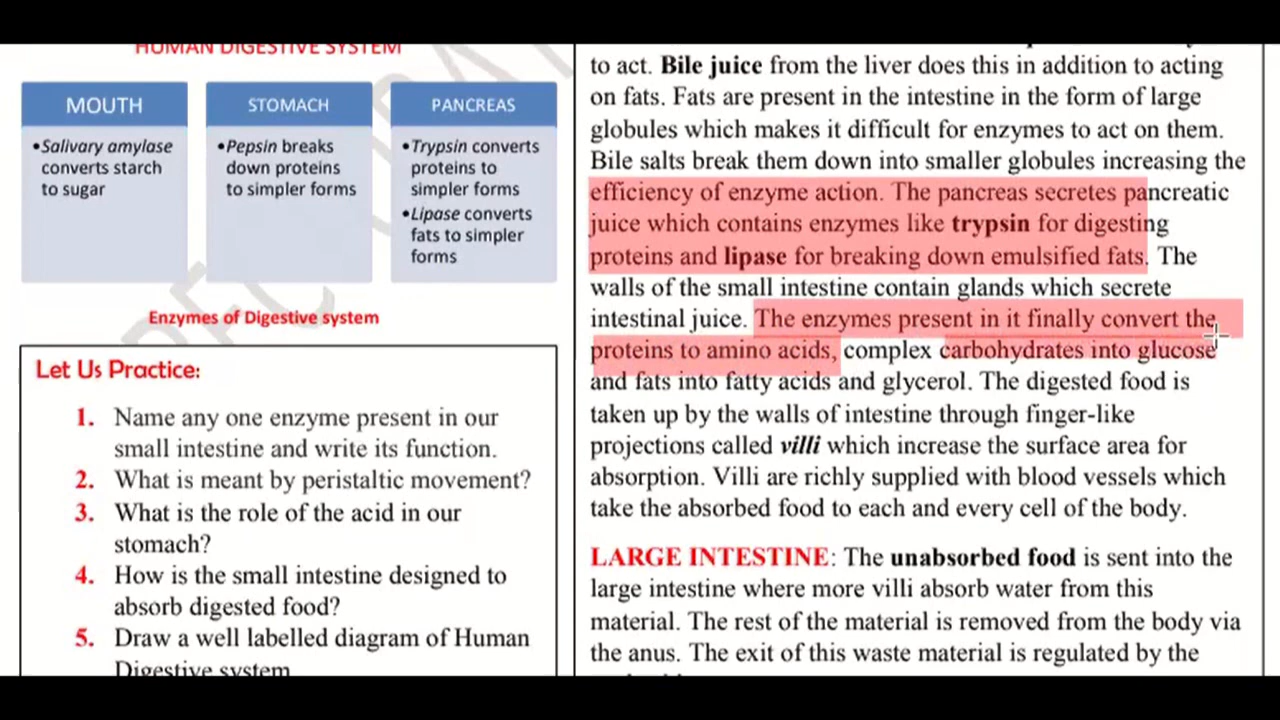 HUMAN DIGESTIVE SYSTEM
MOUTH
•Salivary amylase
converts starch
to sugar
STOMACH
•Pepsin breaks
down proteins
to simpler forms
PANCREAS
•Trypsin converts
proteins to
simpler forms
•Lipase converts
fats to simpler
forms
Enzymes of Digestive system
Let Us Practice:
1. Name any one enzyme present in our
small intestine and write its function.
2. What is meant by peristaltic movement?
3. What is the role of the acid in our
stomach?
4. How is the small intestine designed to
absorb digested food?
5. Draw a well labelled diagram of Human
Digestive system
to act. Bile juice from the liver does this in addition to acting
on fats. Fats are present in the intestine in the form of large
globules which makes it difficult for enzymes to act on them.
Bile salts break them down into smaller globules increasing the
efficiency of enzyme action. The pancreas secretes pancreatic
juice which contains enzymes like trypsin for digesting
proteins and lipase for breaking down emulsified fats. The
walls of the small intestine contain glands which secrete
intestinal juice. The enzymes present in it finally convert the
proteins to amino acids, complex carbohydrates into glucose
and fats into fatty acids and glycerol. The digested food is
taken up by the walls of intestine through finger-like
projections called villi which increase the surface area for
absorption. Villi are richly supplied with blood vessels which
take the absorbed food to each and every cell of the body.
LARGE INTESTINE: The unabsorbed food is sent into the
large intestine where more villi absorb water from this
material. The rest of the material is removed from the body via
the anus. The exit of this waste material is regulated by the